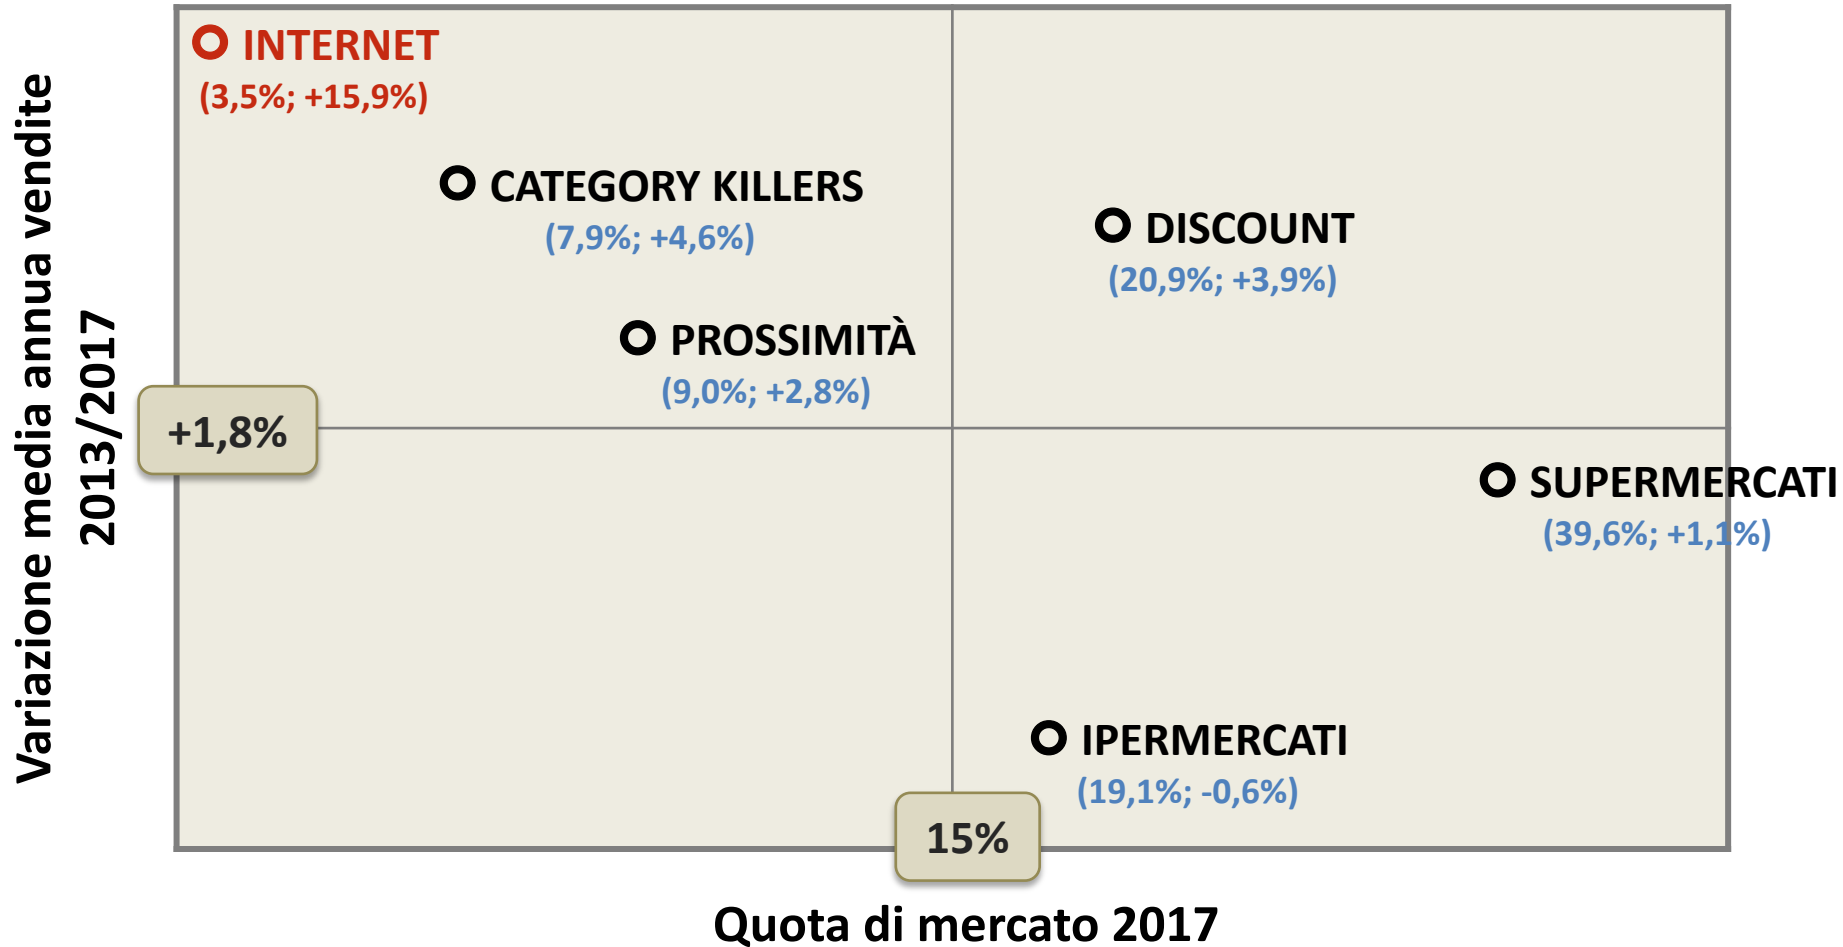 Variazione media annua vendite
2013/2017
INTERNET
(3,5%; +15,9%)
CATEGORY KILLERS
(7,9%; +4,6%)
DISCOUNT
(20,9%; +3,9%)
PROSSIMITÀ
(9,0%; +2,8%)
+1,8%
SUPERMERCATI
(39,6%; +1,1%)
IPERMERCATI
(19,1%; -0,6%)
15%
Quota di mercato 2017